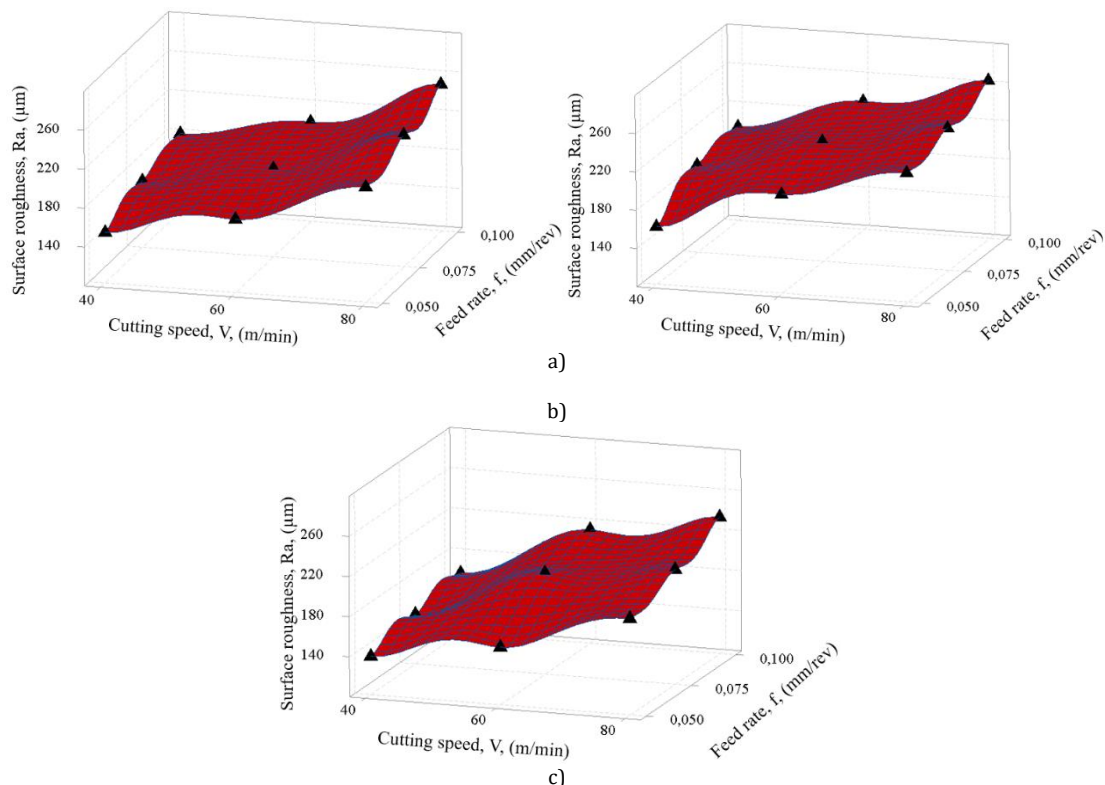 Surface roughness, Ra, (μm)
260
220
180
140
40
60
80
Cutting speed, V, (m/min)
0,050
0,075
0,100
Feed rate, f, (mm/rev)
Surface roughness, Ra, (μm)
260
220
180
140
40
60
80
Cutting speed, V, (m/min)
0,050
0,075
0,100
Feed rate, f, (mm/rev)
a)
b)
Surface roughness, Ra, (μm)
260
220
180
140
40
60
80
Cutting speed, V, (m/min)
0,050
0,075
0,100
Feed rate, f, (mm/rev)
c)